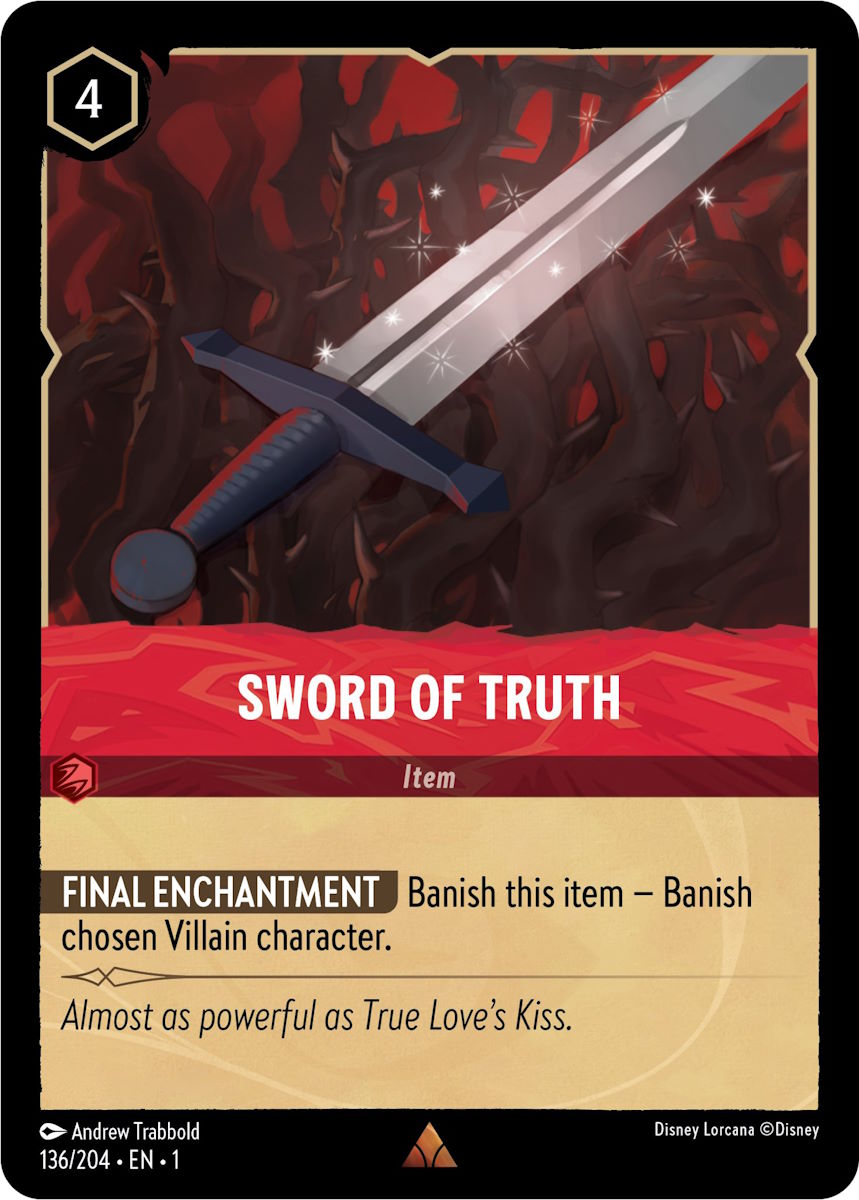 4
SWORD OF TRUTH
Item
FINAL ENCHANTMENT Banish this item – Banish
chosen Villain character.
Almost as powerful as True Love's Kiss.
Andrew Trabbold
136/204 • EN • 1
Disney Lorcana ©Disney